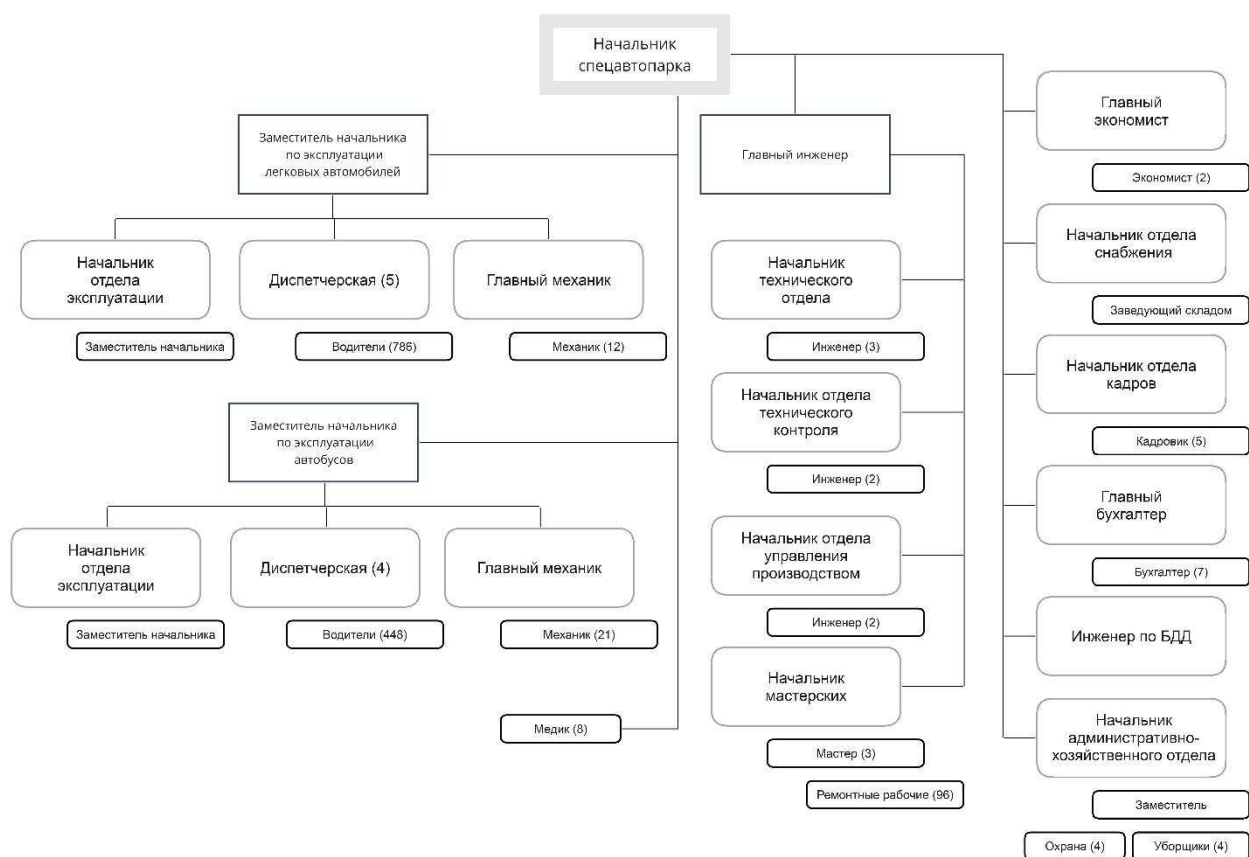 Начальник
спецавтопарка
Заместитель начальника
по эксплуатации
легковых автомобилей
Начальник
отдела
эксплуатации
Заместитель начальника
Диспетчерская (5)
Водители (786)
Главный механик
Механик (12)
Заместитель начальника
по эксплуатации
автобусов
Начальник
отдела
эксплуатации
Заместитель начальника
Диспетчерская (4)
Водители (448)
Главный механик
Механик (21)
Медик (8)
Главный инженер
Начальник
технического
отдела
Инженер (3)
Начальник отдела
технического
контроля
Инженер (2)
Начальник отдела
управления
производством
Инженер (2)
Начальник
мастерских
Мастер (3)
Ремонтные рабочие (96)
Главный
экономист
Экономист (2)
Начальник отдела
снабжения
Заведующий складом
Начальник отдела
кадров
Кадровик (5)
Главный
бухгалтер
Бухгалтер (7)
Инженер по БДД
Начальник
административно-
хозяйственного отдела
Заместитель
Охрана (4)
Уборщики (4)